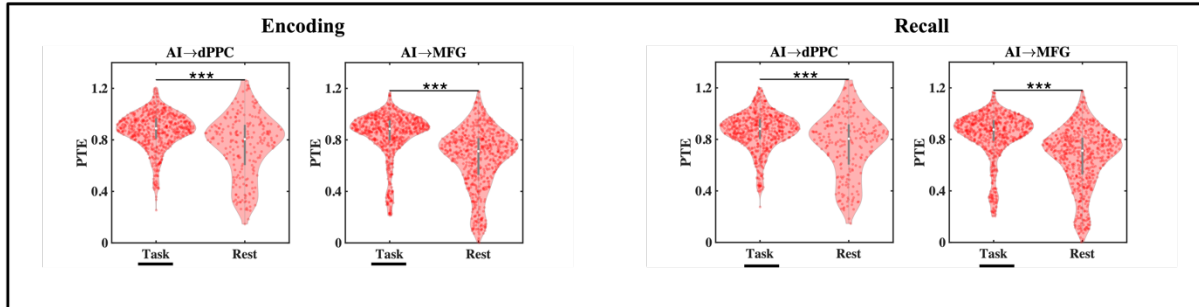 Encoding
Recall
AI→dPPC
AI→MFG
AI→dPPC
AI→MFG
***
***
***
***
1.2
0.8
0.4
0
PTE
1.2
0.8
0.4
0
1.2
0.8
0.4
0
PTE
1.2
0.8
0.4
0
Task
Rest
Task
Rest
Task
Rest
Task
Rest